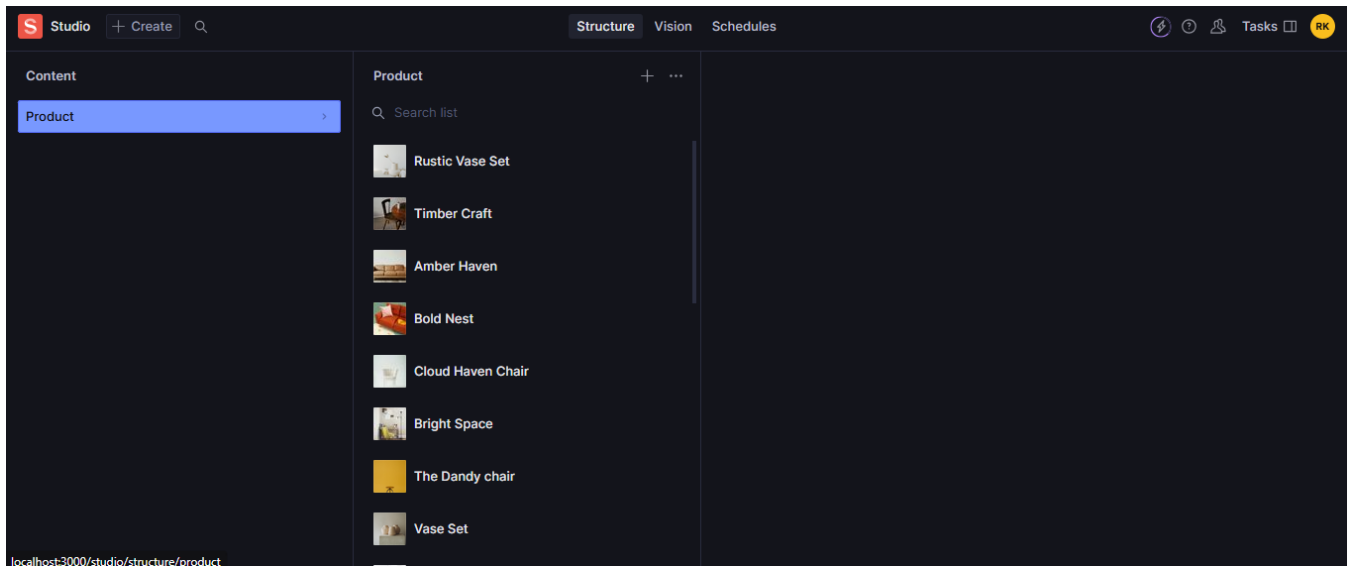 S Studio + Create Structure Vision Schedules Tasks RK
Content
Product
Product
Search list
Rustic Vase Set
Timber Craft
Amber Haven
Bold Nest
Cloud Haven Chair
Bright Space
The Dandy chair
Vase Set
localhost:3000/studio/structure/product